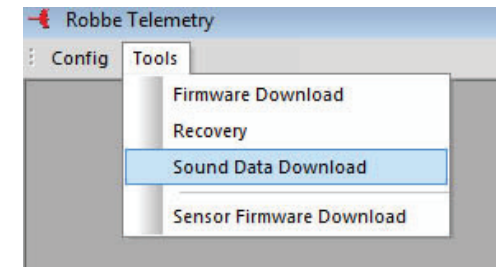 Robbe Telemetry
Config Tools
Firmware Download
Recovery
Sound Data Download
Sensor Firmware Download